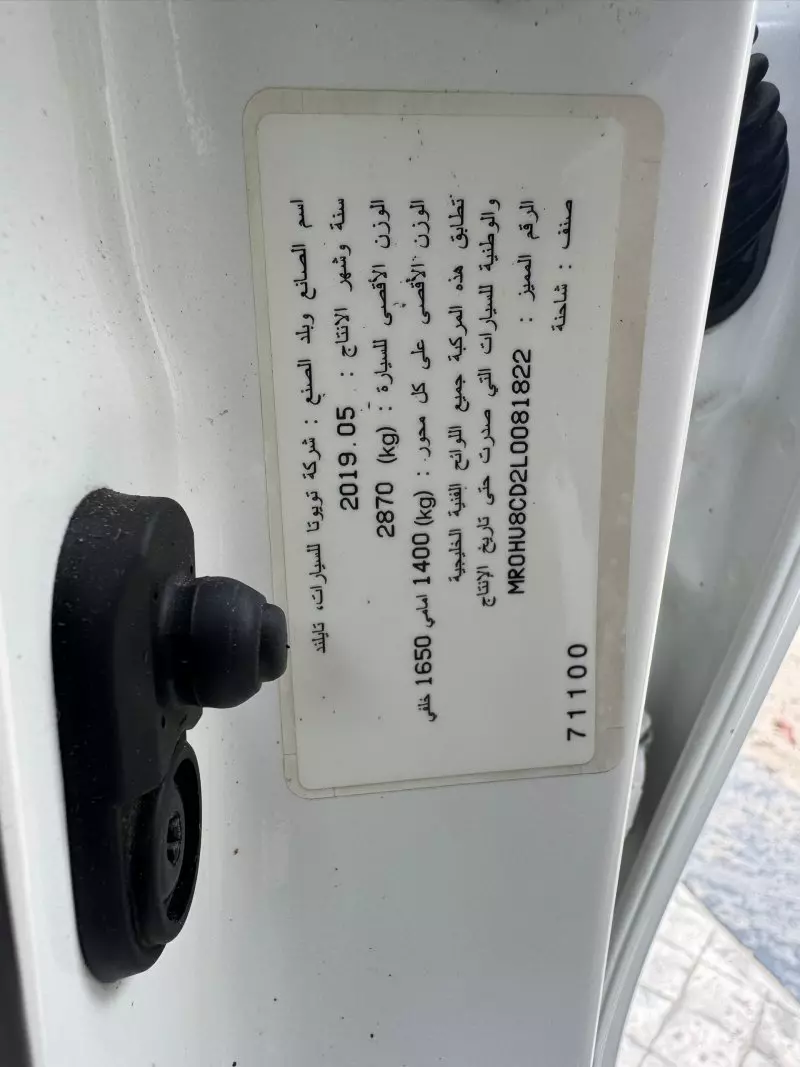 اسم الصانع وبلد الصنع : شركة تويوتا للسيارات، تايلند
سنة وشهر الانتاج : 2019.05
الوزن الأقصى للسيارة : (kg) 2870
الوزن الأقصى على كل محور : (kg) 1400 امامي 1650 خلفي
تطابق هذه المركبة جميع اللوائح الفنية الخليجية
والوطنية للسيارات التي صدرت حتى تاريخ الإنتاج
الرقم المميز : MR0HU8CD2L0081822
صنف : شاحنة
71100